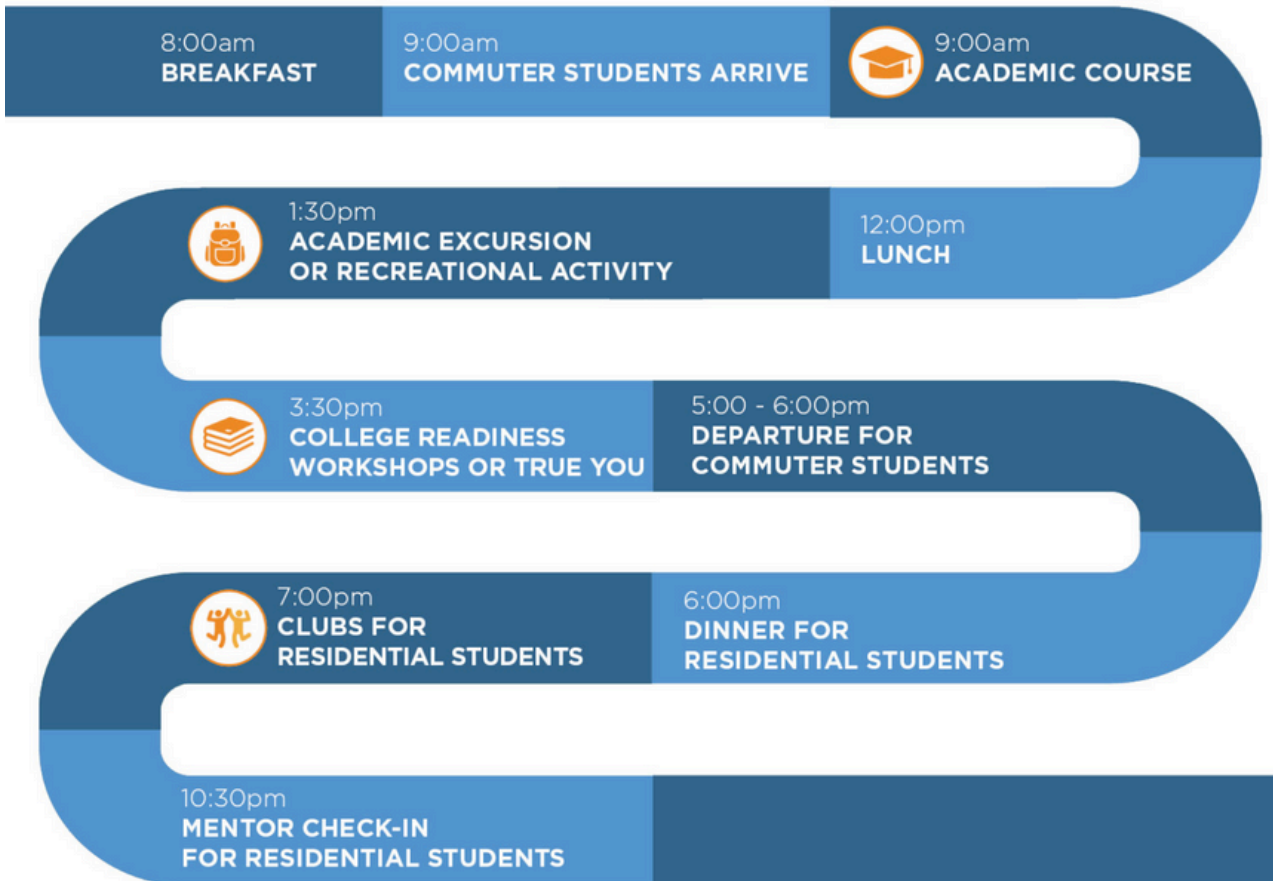 8:00am
BREAKFAST
9:00am
COMMUTER STUDENTS ARRIVE
9:00am
ACADEMIC COURSE
12:00pm
LUNCH
1:30pm
ACADEMIC EXCURSION
OR RECREATIONAL ACTIVITY
3:30pm
COLLEGE READINESS
WORKSHOPS OR TRUE YOU
5:00 - 6:00pm
DEPARTURE FOR
COMMUTER STUDENTS
6:00pm
DINNER FOR
RESIDENTIAL STUDENTS
7:00pm
CLUBS FOR
RESIDENTIAL STUDENTS
10:30pm
MENTOR CHECK-IN
FOR RESIDENTIAL STUDENTS